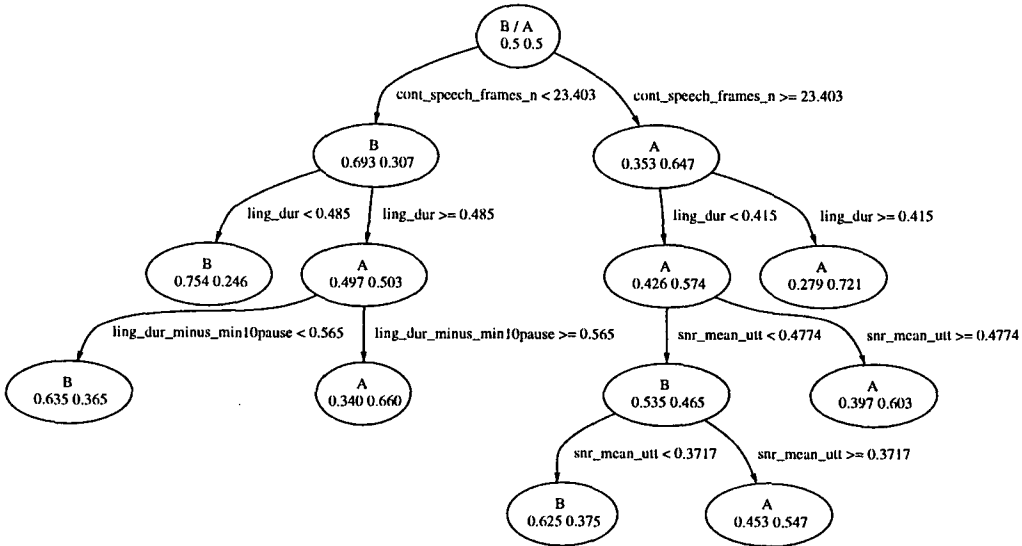 B / A
0.5 0.5
cont_speech_frames_n < 23.403
cont_speech_frames_n >= 23.403
B
0.693 0.307
A
0.353 0.647
ling_dur < 0.485
ling_dur >= 0.485
ling_dur < 0.415
ling_dur >= 0.415
B
0.754 0.246
A
0.497 0.503
A
0.426 0.574
A
0.279 0.721
ling_dur_minus_min10pause < 0.565
ling_dur_minus_min10pause >= 0.565
snr_mean_utt < 0.4774
snr_mean_utt >= 0.4774
B
0.635 0.365
A
0.340 0.660
B
0.535 0.465
A
0.397 0.603
snr_mean_utt < 0.3717
snr_mean_utt >= 0.3717
B
0.625 0.375
A
0.453 0.547